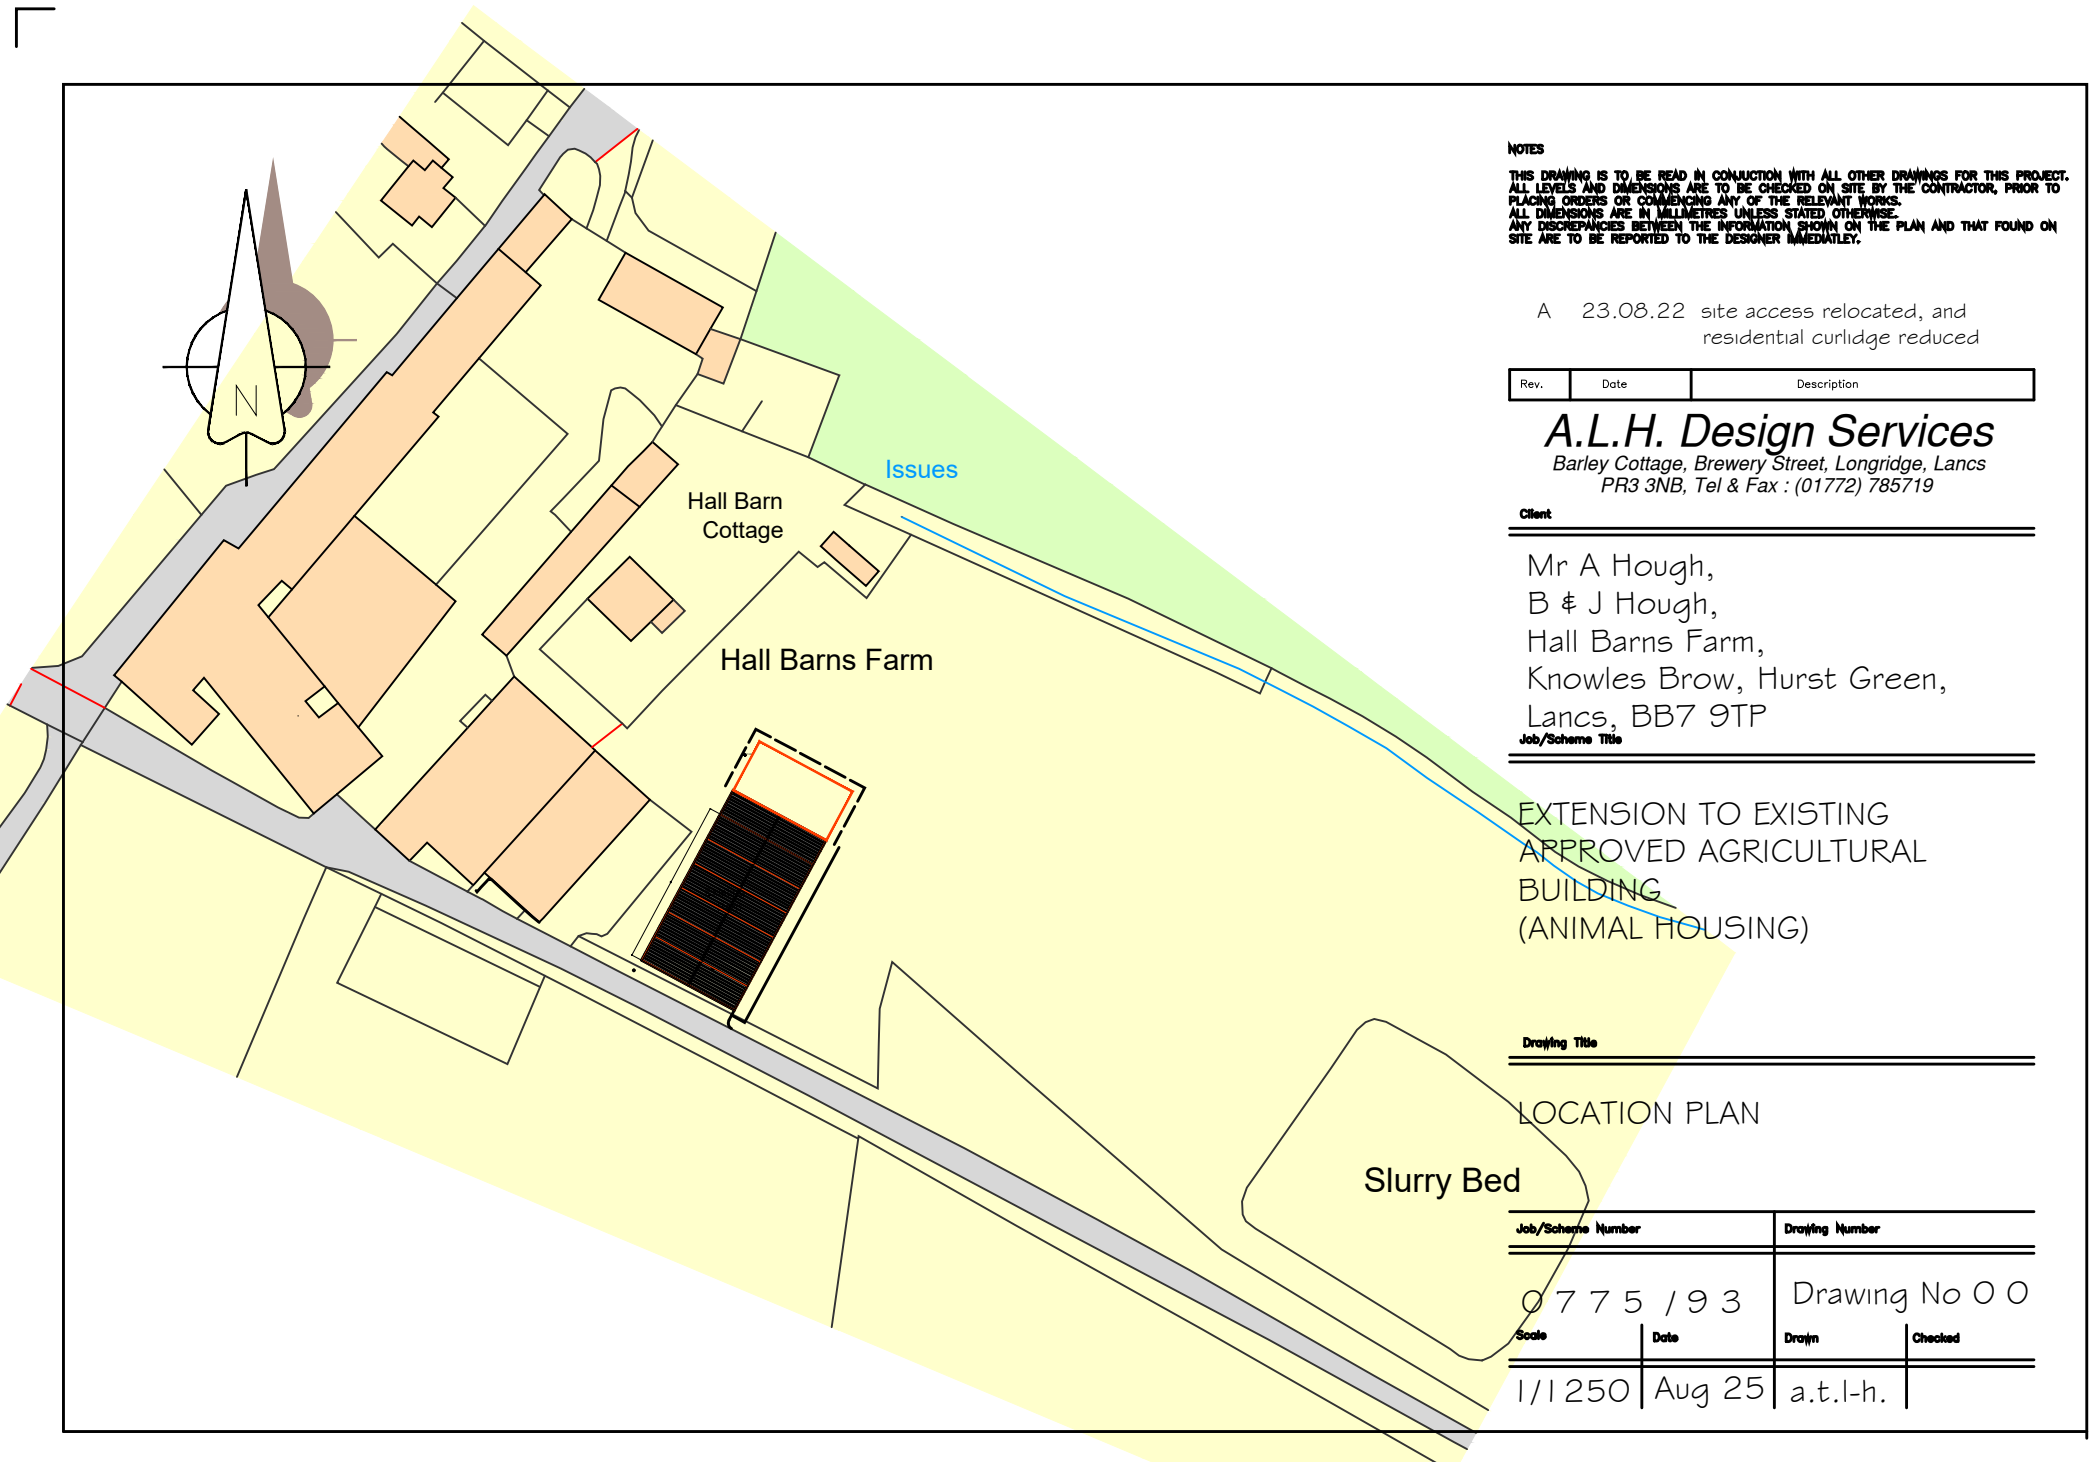 NOTES
THIS DRAWING IS TO BE READ IN CONJUCTION WITH ALL OTHER DRAWINGS FOR THIS PROJECT.
ALL LEVELS AND DIMENSIONS ARE TO BE CHECKED ON SITE BY THE CONTRACTOR, PRIOR TO
PLACING ORDERS OR COMMENCING ANY OF THE RELEVANT WORKS.
ALL DIMENSIONS ARE IN MILLIMETRES UNLESS STATED OTHERWISE.
ANY DISCREPANCIES BETWEEN THE INFORMATION SHOWN ON THE PLAN AND THAT FOUND ON
SITE ARE TO BE REPORTED TO THE DESIGNER IMMEDIATLEY.
A 23.08.22 site access relocated, and
residential curlidge reduced
Rev. Date Description
A.L.H. Design Services
Barley Cottage, Brewery Street, Longridge, Lancs
PR3 3NB, Tel & Fax : (01772) 785719
Client
Mr A Hough,
B & J Hough,
Hall Barns Farm,
Knowles Brow, Hurst Green,
Lancs, BB7 9TP
Job/Scheme Title
EXTENSION TO EXISTING
APPROVED AGRICULTURAL
BUILDING
(ANIMAL HOUSING)
Drawing Title
LOCATION PLAN
Job/Scheme Number Drawing Number
0775 /93 Drawing No 00
Scale Date Drawn Checked
1/1250 Aug 25 a.t.l-h.
N
Issues
Hall Barn
Cottage
Hall Barns Farm
Slurry Bed